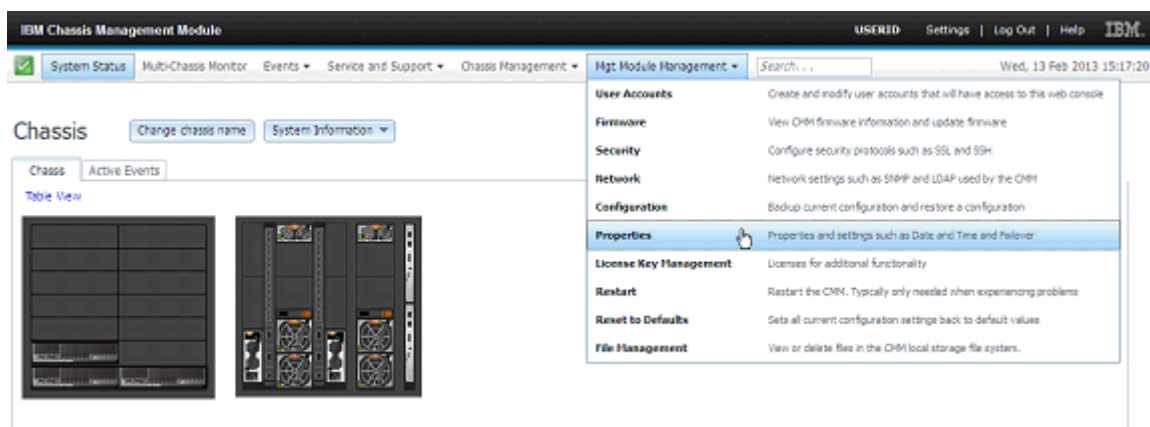 IBM Chassis Management Module USERID Settings | Log Out | Help IBM.
System Status Multi-Chassis Monitor Events Service and Support Chassis Management Mgt Module Management Search... Wed, 13 Feb 2013 15:17:20
User Accounts Create and modify user accounts that will have access to this web console
Firmware View CMM firmware information and update firmware
Chassis Change chassis name System Information
Security Configure security protocols such as SSL and SSH
Chassis Active Events
Network Network settings such as SNMP and LDAP used by the CMM
Table View
Configuration Backup current configuration and restore a configuration
Properties Properties and settings such as Date and Time and Failover
License Key Management Licenses for additional functionality
Restart Restart the CMM. Typically only needed when experiencing problems
Reset to Defaults Sets all current configuration settings back to default values
File Management View or delete files in the CMM local storage file system.